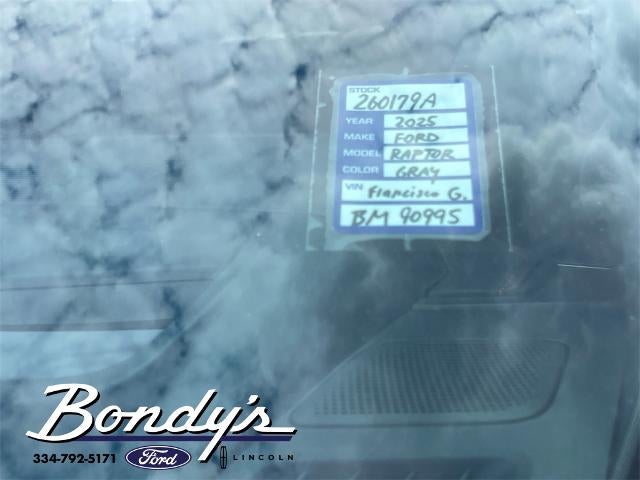 STOCK
260179A
YEAR 2025
MAKE FORD
MODEL RAPTOR
COLOR GRAY
VIN Francisco G.
BM 90995
Bondy's
334-792-5171 Ford LINCOLN